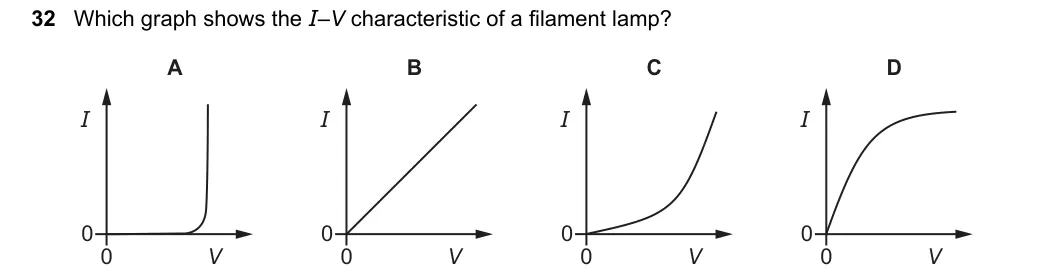 32 Which graph shows the I–V characteristic of a filament lamp?
A B C D
I I I I
0 0 0 0
0 V 0 V 0 V 0 V